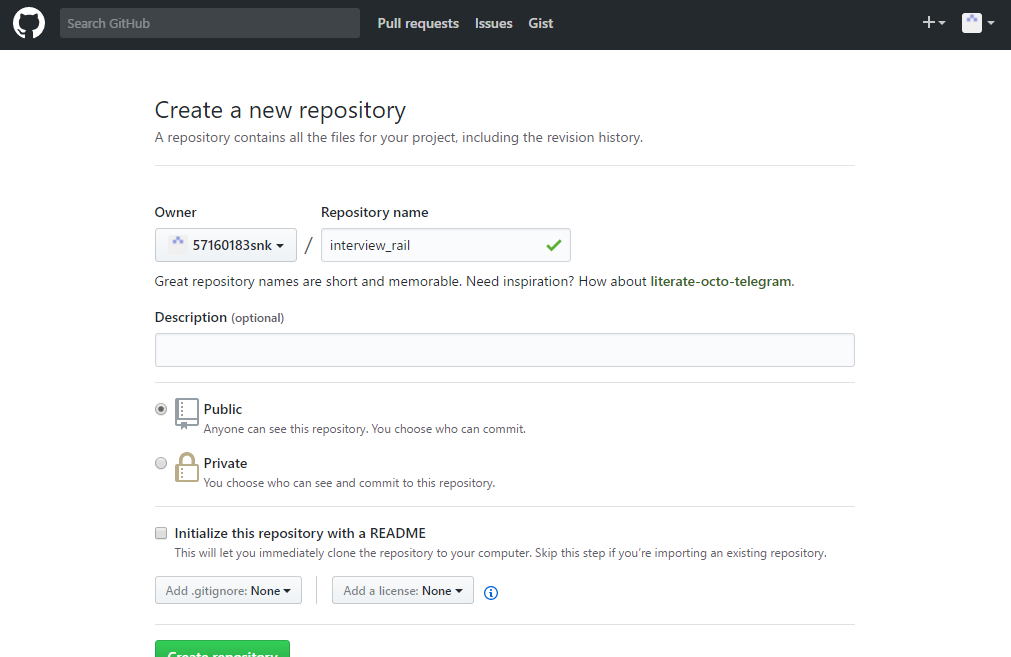 Search GitHub Pull requests Issues Gist
Create a new repository
A repository contains all the files for your project, including the revision history.
Owner Repository name
57160183snk / interview_rail
Great repository names are short and memorable. Need inspiration? How about literate-octo-telegram.
Description (optional)
Public
Anyone can see this repository. You choose who can commit.
Private
You choose who can see and commit to this repository.
Initialize this repository with a README
This will let you immediately clone the repository to your computer. Skip this step if you’re importing an existing repository.
Add .gitignore: None Add a license: None
Create repository